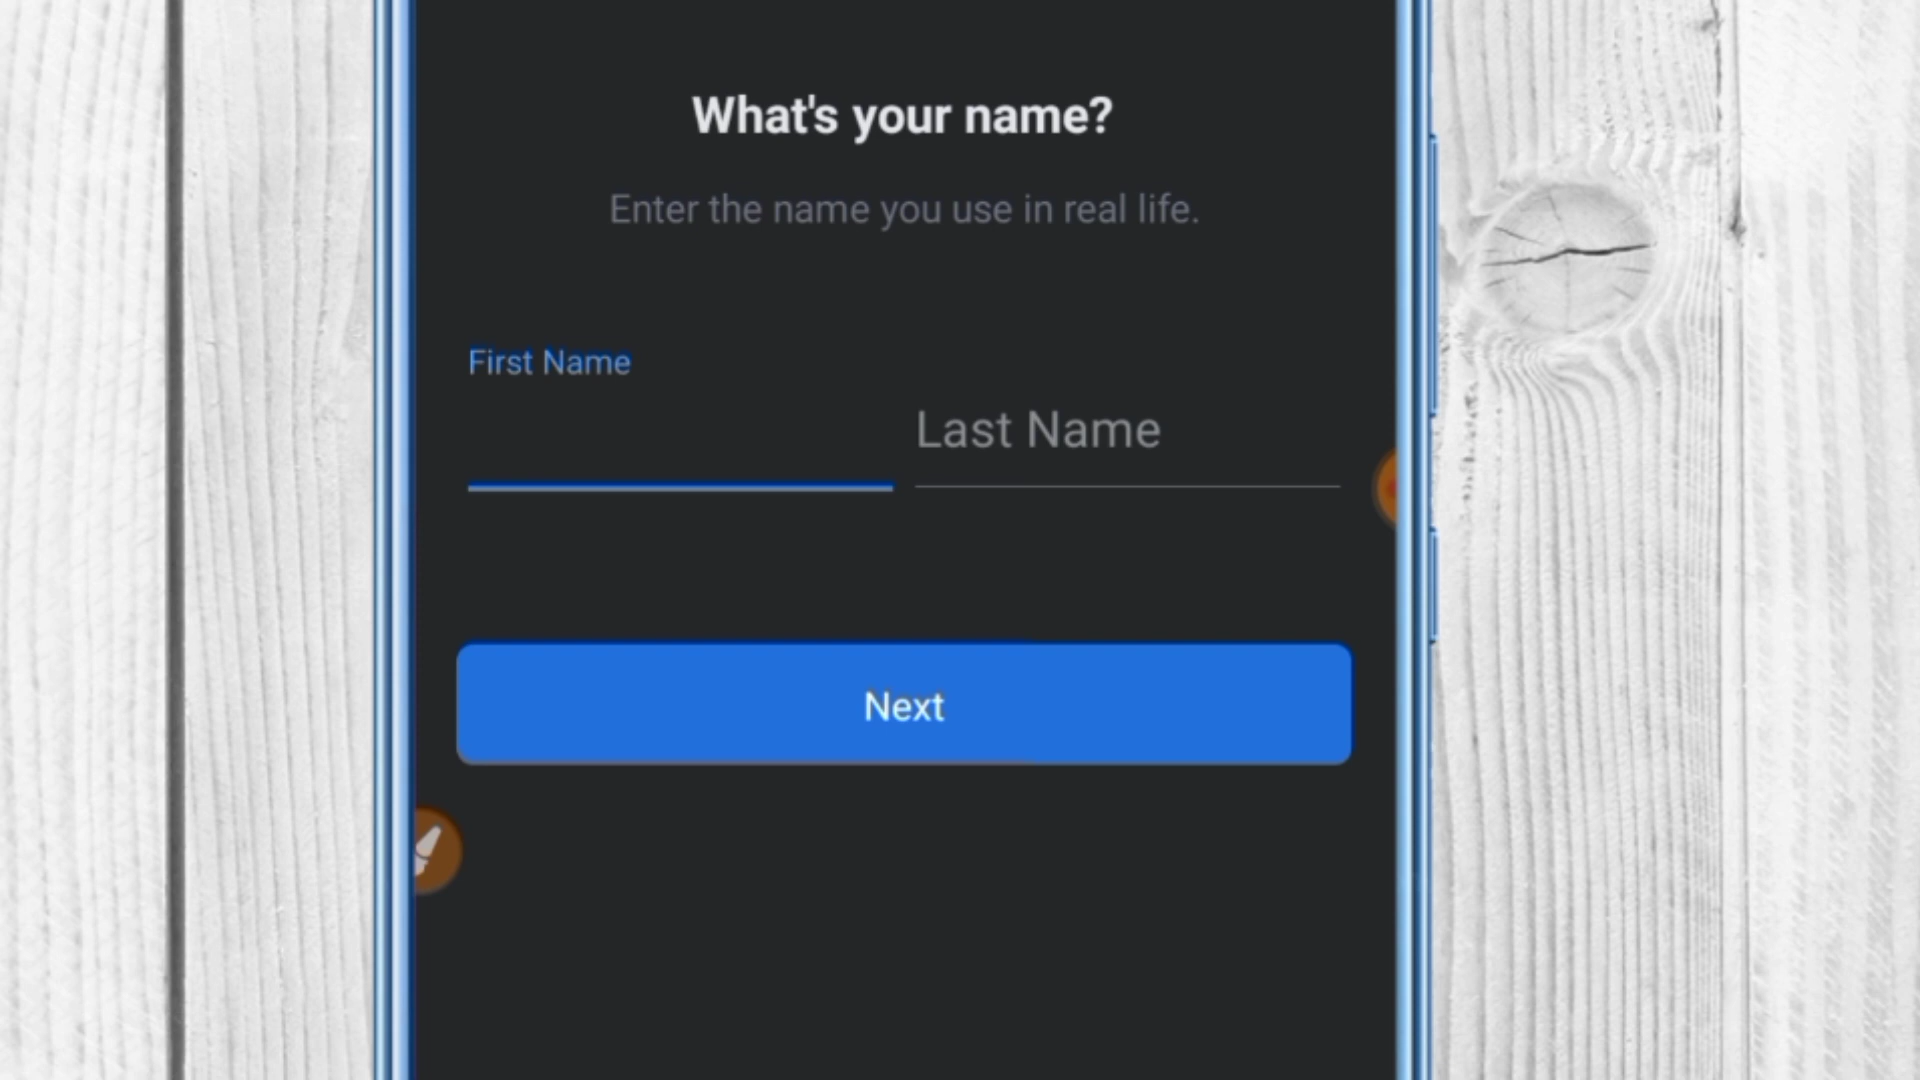 What's your name?
Enter the name you use in real life.
First Name
Last Name
Next